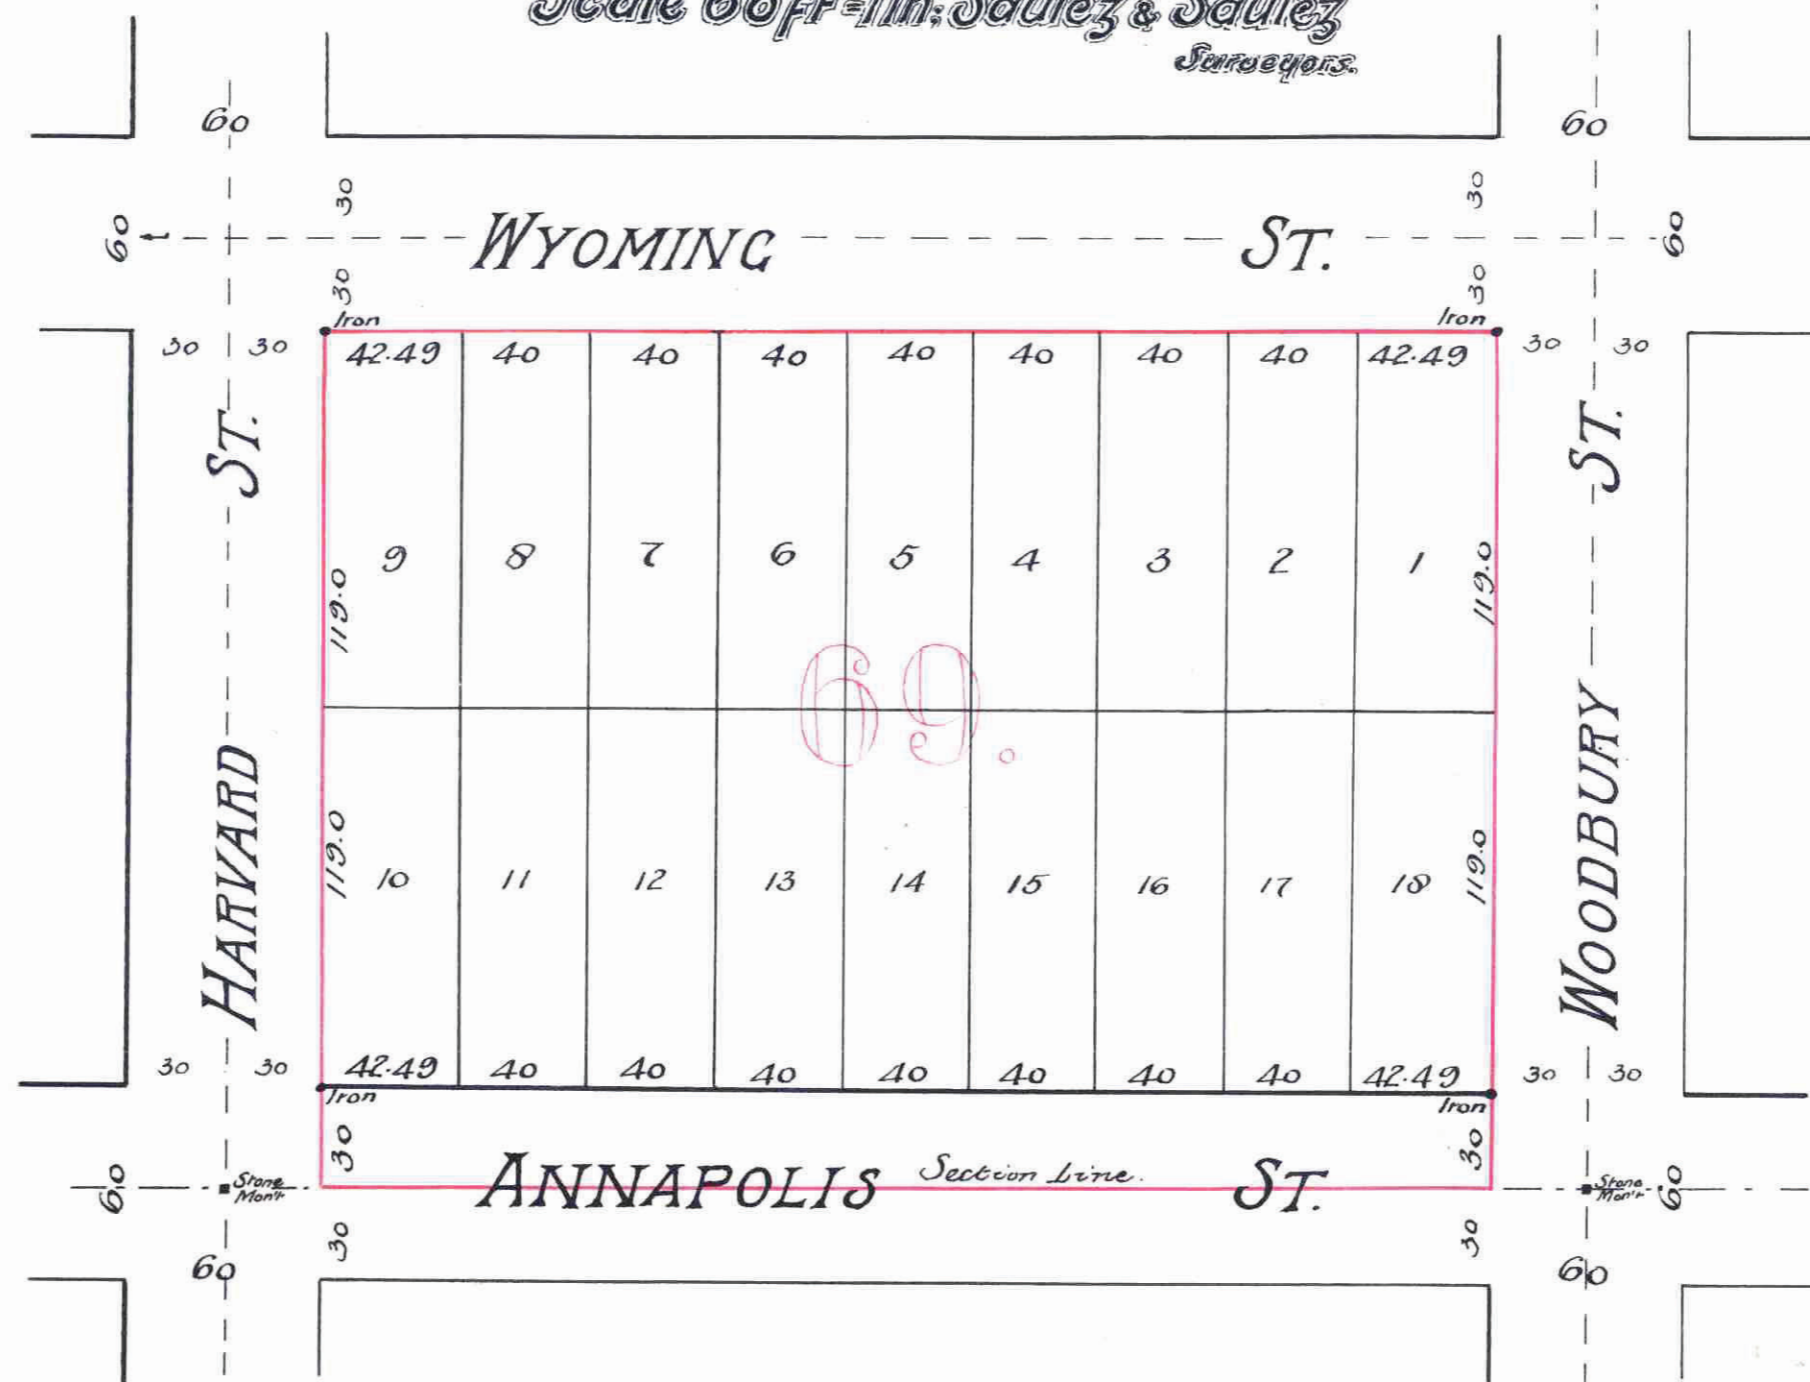 Scale 60ft=1in: Saulez & Saulez
Surveyors.
60
60
30
30
60
WYOMING ST.
60
30
30
Iron
Iron
30 30 42.49 40 40 40 40 40 40 40 42.49 30 30
HARVARD ST.
WOODBURY ST.
9 8 7 6 5 4 3 2 1
119.0
119.0
69.
119.0
119.0
10 11 12 13 14 15 16 17 18
30 30 42.49 40 40 40 40 40 40 40 42.49 30 30
Iron
Iron
30
30
60
Stone
Mon't
ANNAPOLIS Section Line. ST.
Stone
Mon't
60
30
30
60
60